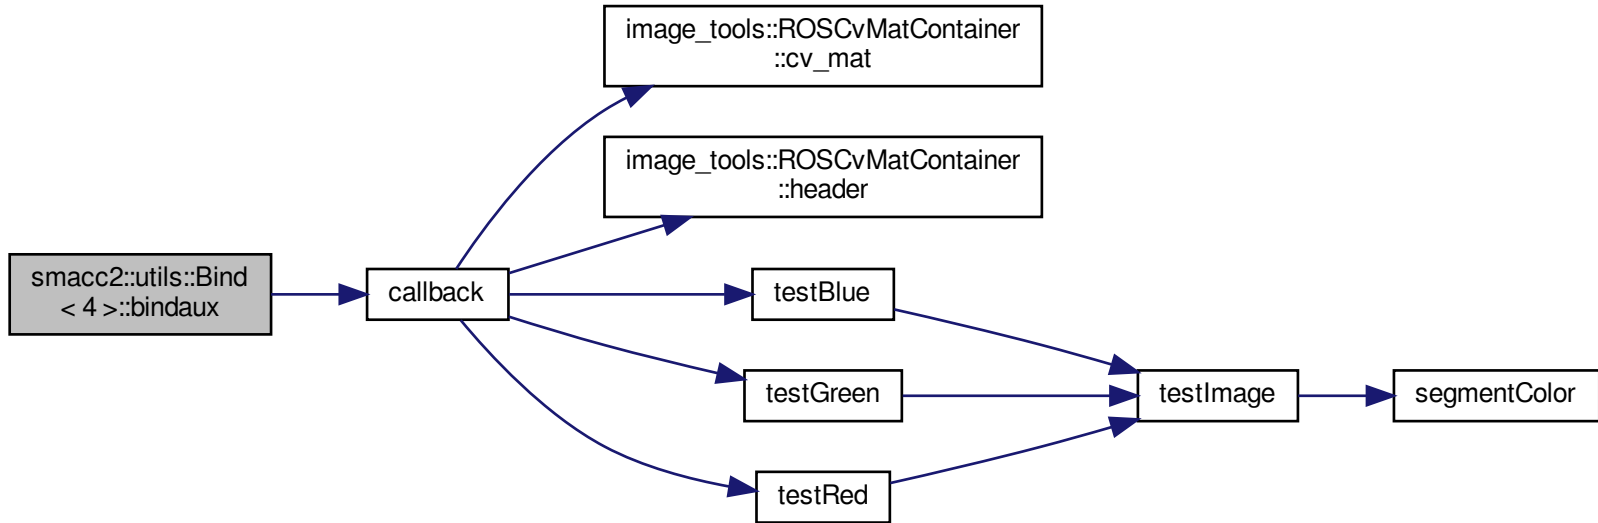 image_tools::ROSCvMatContainer
::cv_mat
image_tools::ROSCvMatContainer
::header
smacc2::utils::Bind
< 4 >::bindaux
callback
testBlue
testGreen
testImage
segmentColor
testRed